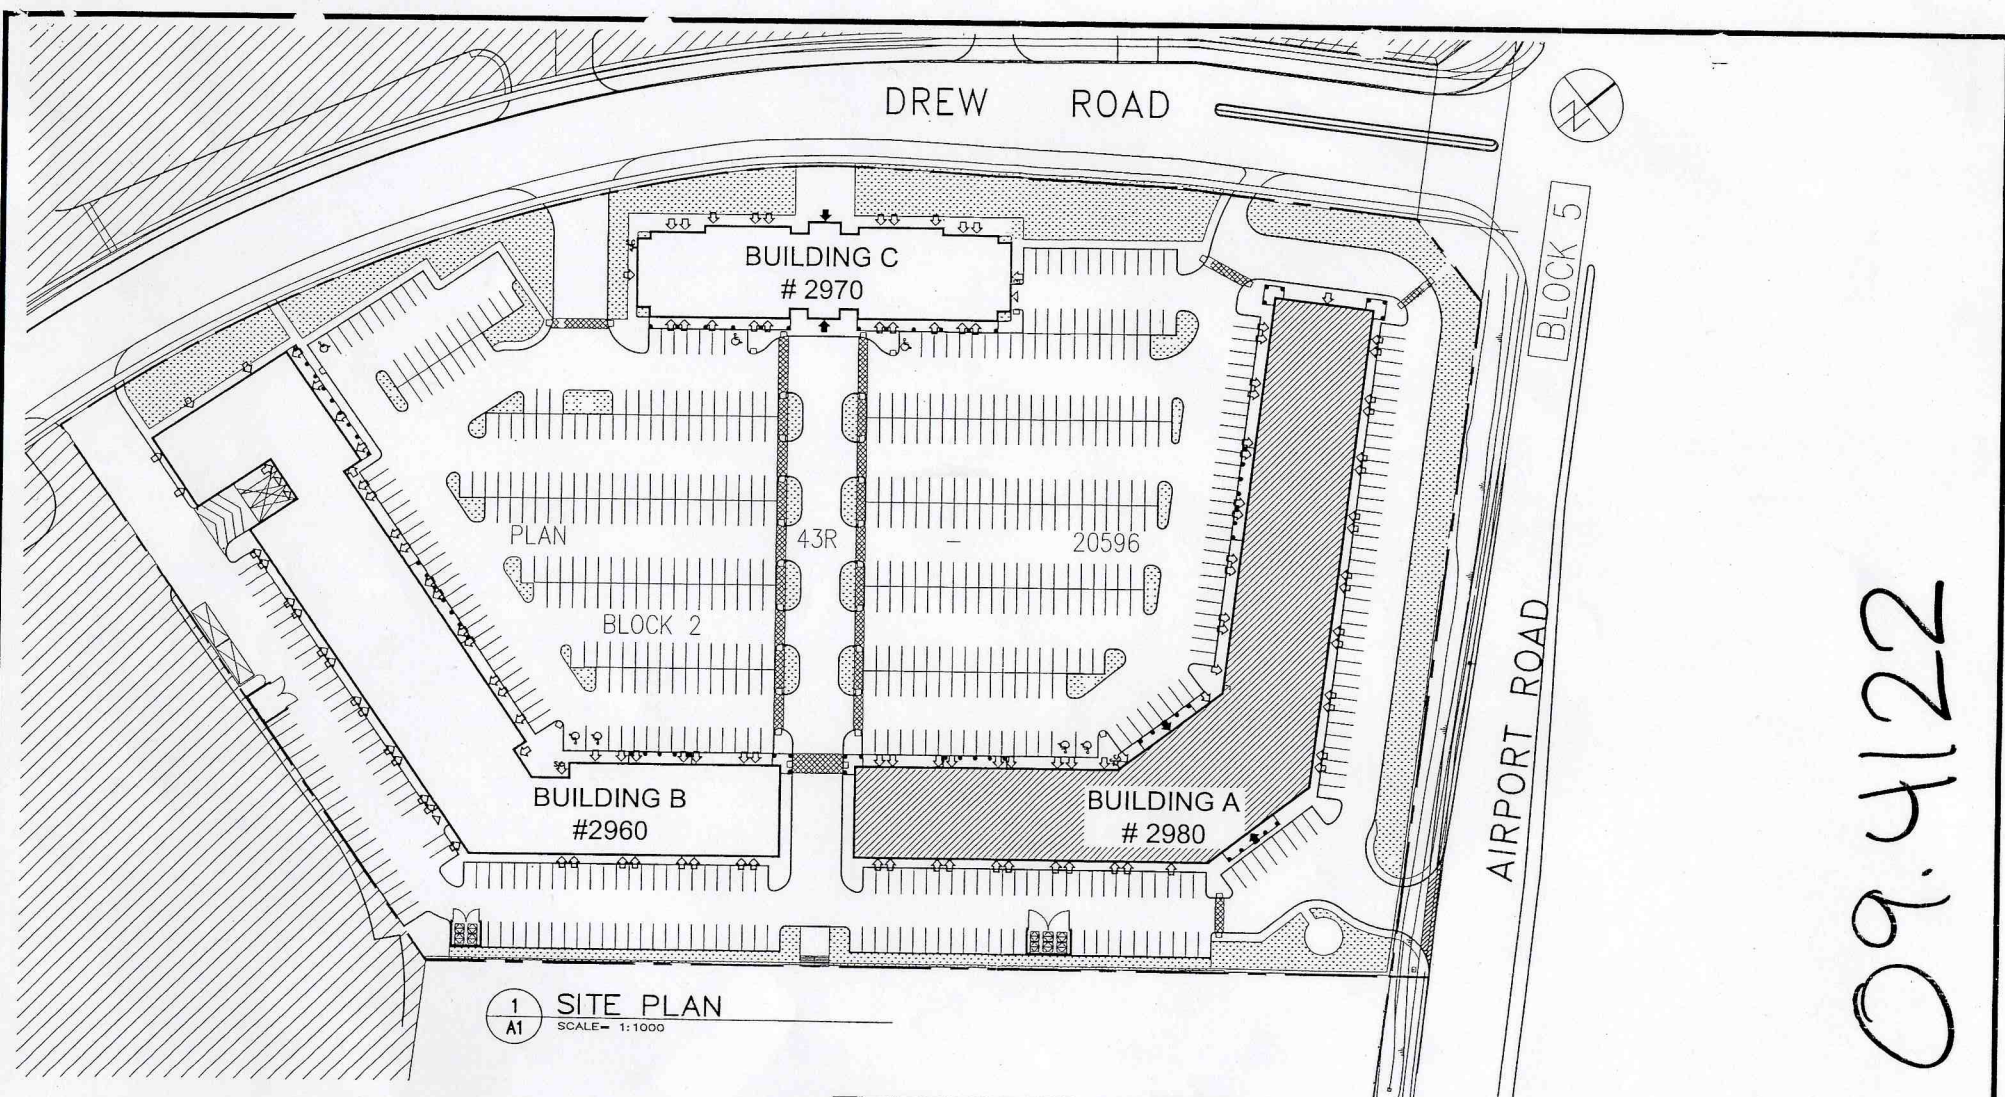 DREW ROAD
BLOCK 5
BUILDING C
# 2970
PLAN 43R - 20596
BLOCK 2
AIRPORT ROAD
BUILDING B
#2960
BUILDING A
# 2980
09.4122
1
A1
SITE PLAN
SCALE- 1:1000